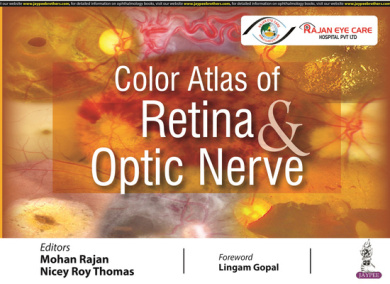 our website www.jaypeebrothers.com, for detailed information on ophthalmology books, visit our website www.jaypeebrothers.com, for detailed information on ophthalmology books, visit our website www.jaypeebrothers.com
RAJAN EYE CARE
HOSPITAL PVT LTD
Color Atlas of
Retina &
Optic Nerve
Editors
Mohan Rajan
Nicey Roy Thomas
Foreword
Lingam Gopal
JAYPEE